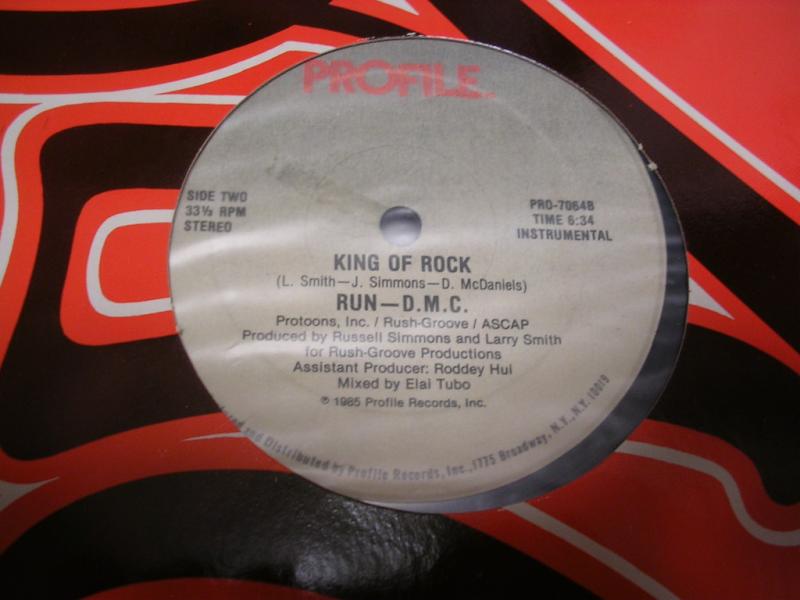 PROFILE
SIDE TWO
33⅓ RPM
STEREO
PRO-7064B
TIME 6:34
INSTRUMENTAL
KING OF ROCK
(L. Smith—J. Simmons—D. McDaniels)
RUN—D.M.C.
Protoons, Inc. / Rush-Groove / ASCAP
Produced by Russell Simmons and Larry Smith
for Rush-Groove Productions
Assistant Producer: Roddey Hui
Mixed by Elai Tubo
℗ 1985 Profile Records, Inc.
and Distributed by Profile Records, Inc., 1775 Broadway, N.Y., N.Y. 10019